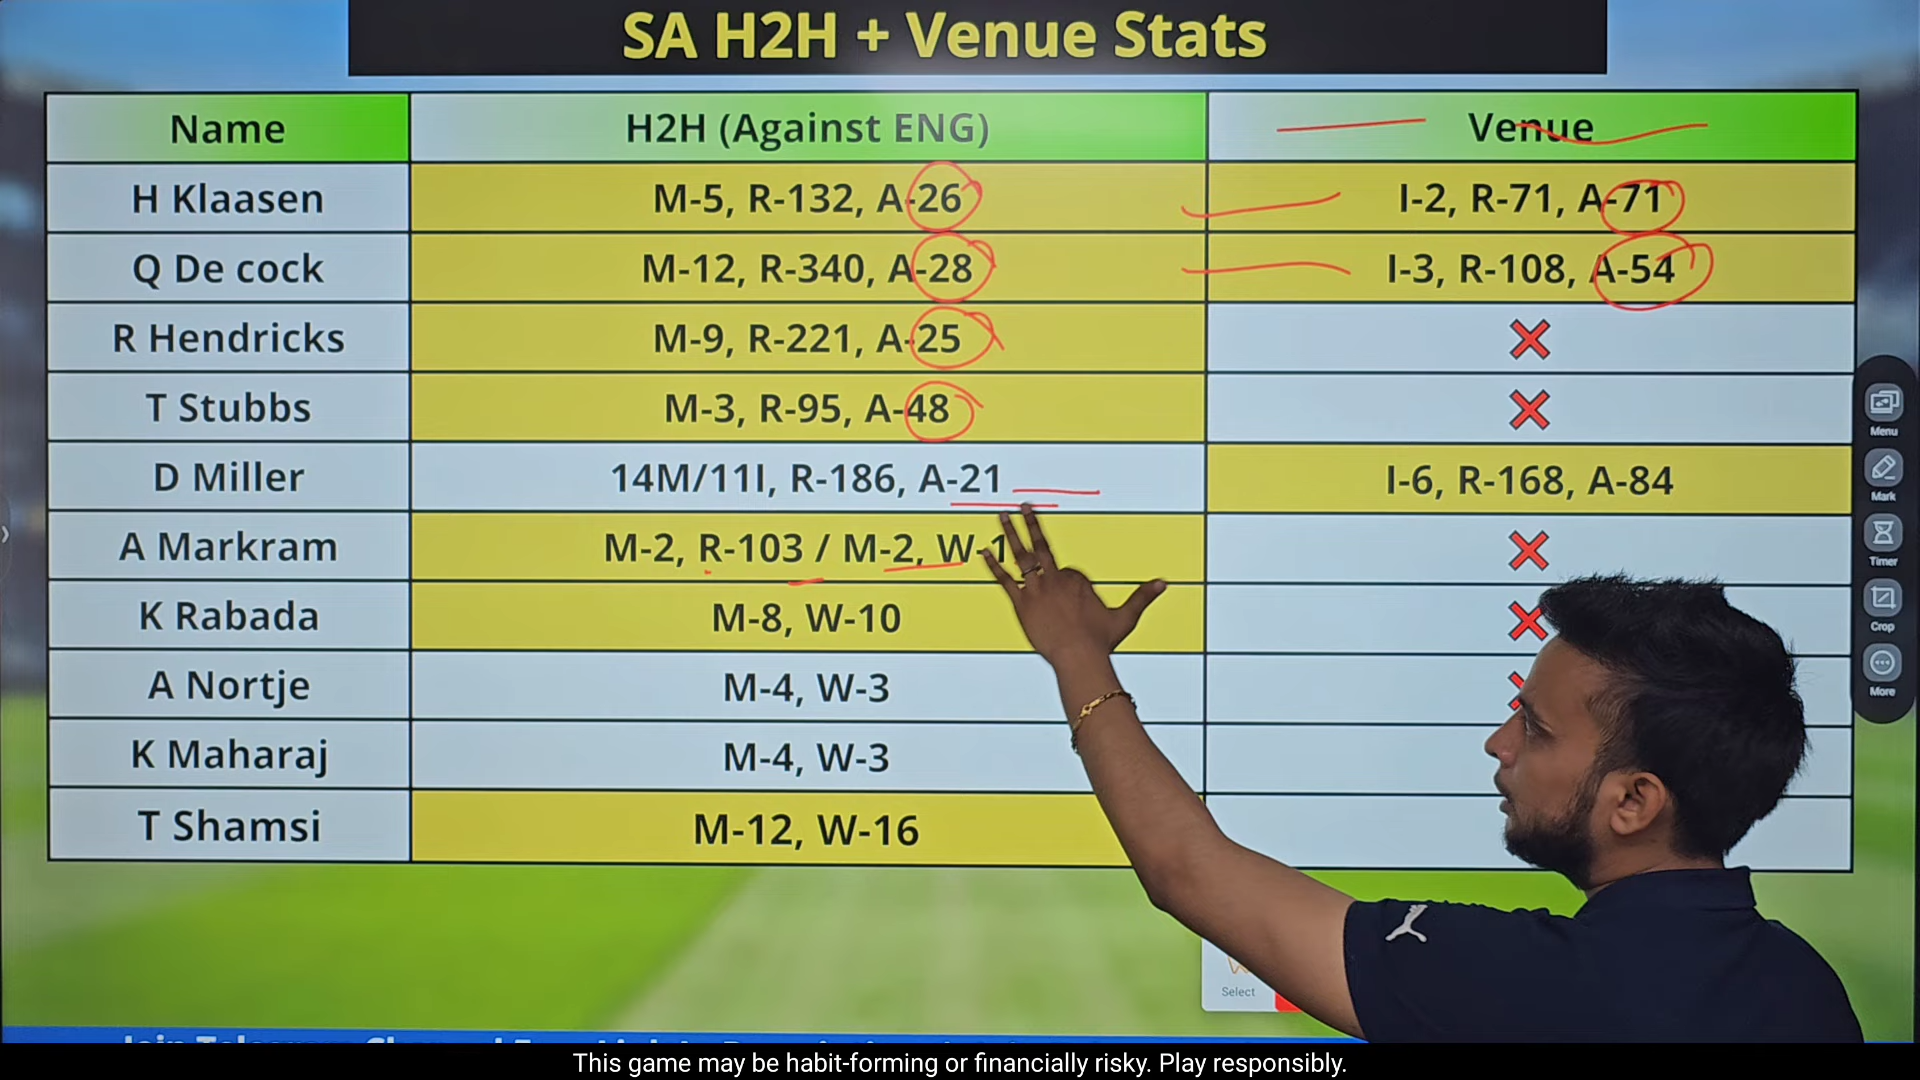 SA H2H + Venue Stats
Name H2H (Against ENG) Venue
H Klaasen M-5, R-132, A-26 I-2, R-71, A-71
Q De cock M-12, R-340, A-28 I-3, R-108, A-54
R Hendricks M-9, R-221, A-25
T Stubbs M-3, R-95, A-48
D Miller 14M/11I, R-186, A-21 I-6, R-168, A-84
A Markram M-2, R-103 / M-2, W-1
K Rabada M-8, W-10
A Nortje M-4, W-3
K Maharaj M-4, W-3
T Shamsi M-12, W-16
Menu
Mark
Timer
Crop
More
Select
This game may be habit-forming or financially risky. Play responsibly.